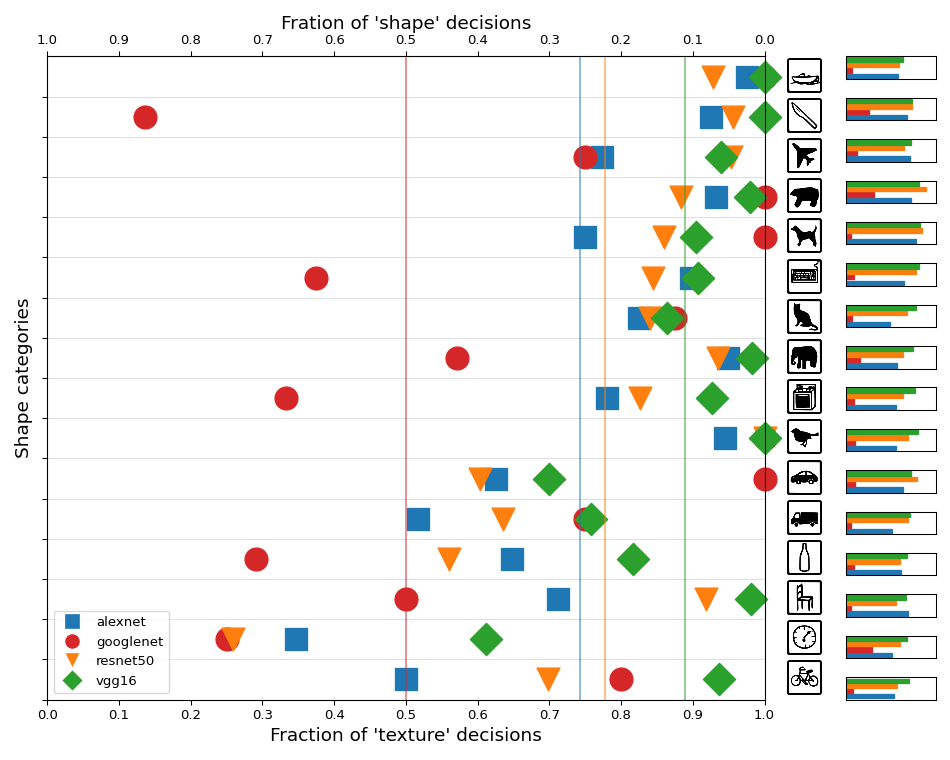 Fration of 'shape' decisions
1.0 0.9 0.8 0.7 0.6 0.5 0.4 0.3 0.2 0.1 0.0
Shape categories
alexnet
googlenet
resnet50
vgg16
0.0 0.1 0.2 0.3 0.4 0.5 0.6 0.7 0.8 0.9 1.0
Fraction of 'texture' decisions